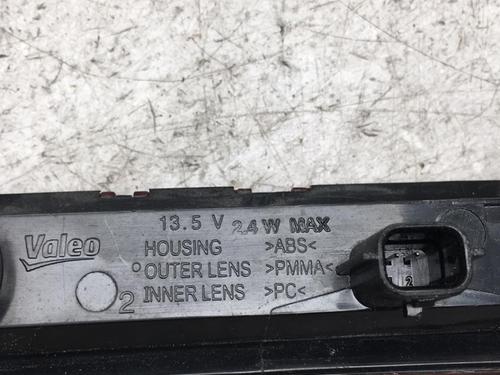 Valeo
13.5 V 2.4 W MAX
HOUSING >ABS<
OUTER LENS >PMMA<
INNER LENS >PC<
2
2